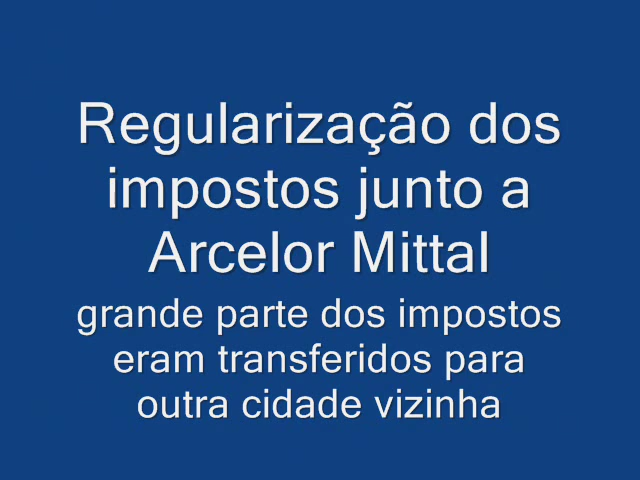 Regularização dos
impostos junto a
Arcelor Mittal
grande parte dos impostos
eram transferidos para
outra cidade vizinha